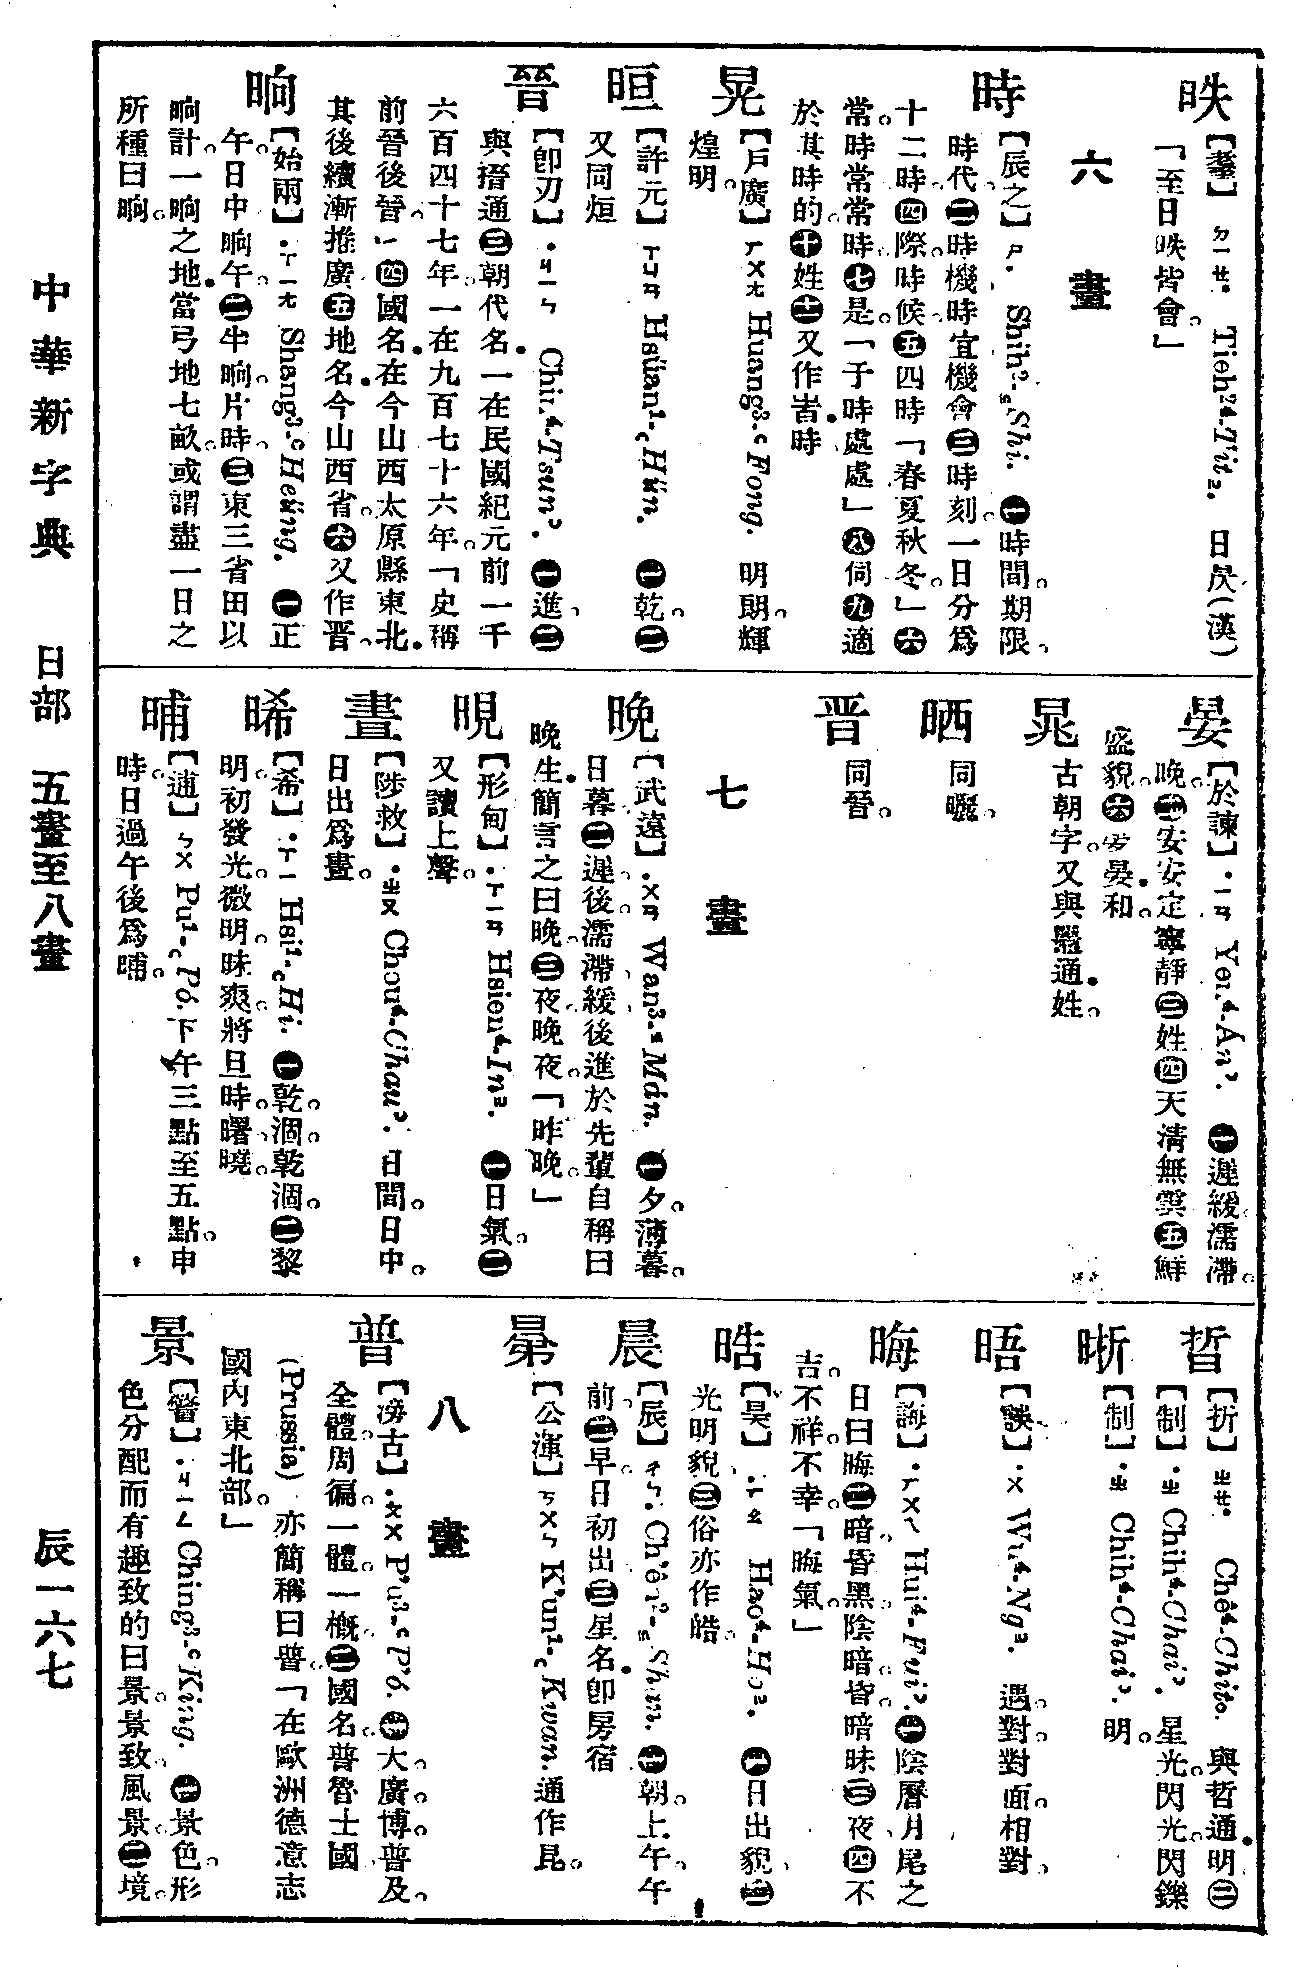 昳
【耋】ㄉㄧㄝ· Tieh²⁴-Tit₂. 日昃(漢)
「至日昳皆會。」
六畫
時
【辰之】ㄕ· Shih²-ₛShi. ㊀時間。期限。
時代。㊁時機時宜機會㊂時刻。一日分爲
十二時。㊃際。時候。㊄四時「春夏秋冬。」㊅
常。時常常時。㊆是。「于時處處」㊇伺㊈適
於其時的㊉姓。十一又作旹時
晃
【戶廣】ㄏㄨㄤ Huang³-ᶜFong. 明朗。輝
煌明。
晅
【許元】ㄒㄩㄢ Hsüan¹-꜀Hün. ㊀乾。㊁
又同烜
晉
【卽刃】·ㄐㄧㄣ Chin⁴-Tsun⁾. ㊀進。㊁
與搢通㊂朝代名。一在民國紀元前一千
六百四十七年。一在九百七十六年。「史稱
前晉後晉。」㊃國名。在今山西太原縣東北。
其後續漸推廣㊄地名。今山西省。㊅又作晋。
晌
【始兩】·ㄒㄧㄤ Shang³-ᶜHeüng. ㊀正
午。日中晌午。㊁半晌。片時。㊂東三省田以
晌計。一晌之地。當弓地七畝。或謂盡一日之
所種曰晌。
晏
【於諫】·ㄧㄢ Yen⁴-Án⁾. ㊀遲緩。濡滯。
晚。㊁安。安定寧靜㊂姓㊃天淸無雲㊄鮮
盛貌。㊅晏晏。和。
晁
古朝字。又與鼂通。姓。
晒
同曬。
晋
同晉。
七畫
晚
【武遠】·ㄨㄢ Wan³-⁵Mán. ㊀夕。薄暮。
日暮。㊁遲。後。濡滯。緩後進於先輩自稱曰
晚生。簡言之曰晚。㊂夜。晚夜。「昨晚。」
晛
【形甸】·ㄒㄧㄢ Hsien⁴-In². ㊀日氣。㊁
又讀上聲。
晝
【陟救】·ㄓㄡ Chou⁴-Chau⁾. 日間。日中。
日出爲晝。
晞
【希】·ㄒㄧ Hsi¹-꜀Hi. ㊀乾。涸。乾涸。㊁黎
明。初發光。微明。昧爽。將旦時。曙。曉。
晡
【逋】ㄅㄨ Pu¹-꜀Pó. 下午三點至五點。申
時。日過午後爲晡。
晢
【折】ㄓㄜ· Chê⁴-Chit₀. 與哲通。明㊁
【制】·ㄓ Chih⁴-Chai⁾. 星光。閃光。閃鑠
晣
【制】·ㄓ Chih⁴-Chai⁾. 明。
晤
【誤】·ㄨ Wu⁴-Ng². 遇。對。對面。相對。
晦
【誨】·ㄏㄨㄟ Hui⁴-Fui⁾. ㊀陰曆月尾之
日曰晦㊁暗。昏黑。陰暗。昏暗昧㊂夜。㊃不
吉。不祥。不幸。「晦氣。」
晧
【昊】·ㄏㄠ Hao⁴-Ho². ㊀日出貌。㊁
光明貌㊂俗亦作皓。
晨
【辰】ㄔㄣ· Ch'ên²-ₛShun. ㊀朝。上午。午
前。㊁早。日初出㊂星名。卽房宿
晜
【公渾】ㄎㄨㄣ K'un¹-꜀Kwan. 通作昆。
八畫
普
【滂古】·ㄆㄨ P'u³-ᶜP'ó. ㊀大。廣。博。普及。
全體。周徧。一體。一槪。㊁國名。普魯士國
(Prussia) 亦簡稱曰普。「在歐洲德意志
國內東北部。」
景
【警】·ㄐㄧㄥ Ching³-ᶜKing. ㊀景色。形
色分配而有趣致的曰景。景致。風景。㊁境。
中華新字典 日部 五畫至八畫
辰一六七